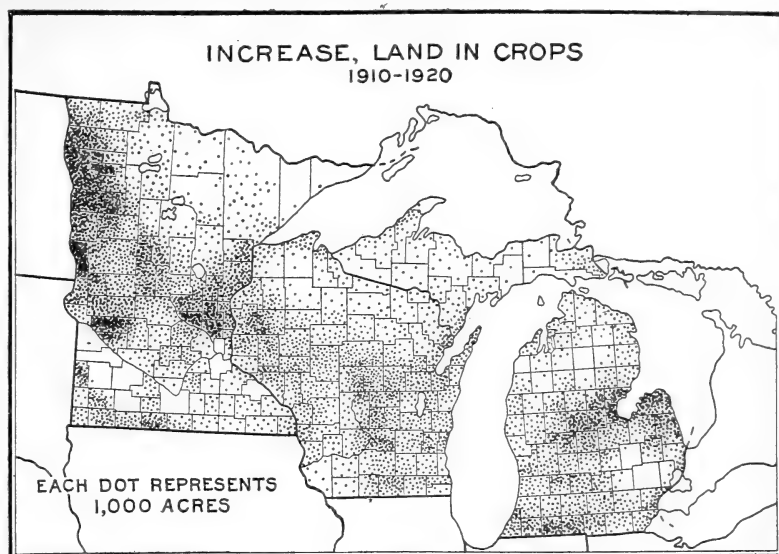 INCREASE, LAND IN CROPS
1910-1920
EACH DOT REPRESENTS
1,000 ACRES